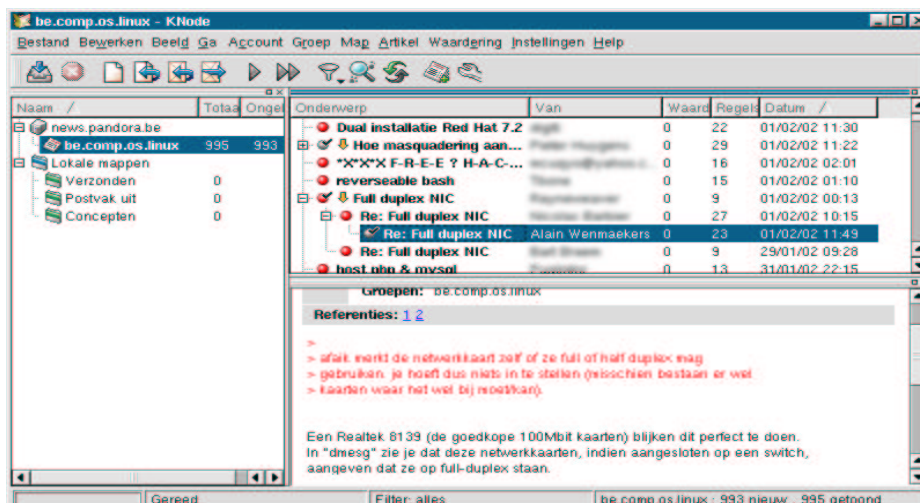 be.comp.os.linux - KNode
Bestand Bewerken Beeld Ga Account Groep Map Artikel Waardering Instellingen Help
Naam / Totaa Ongel
news.pandora.be
be.comp.os.linux 995 993
Lokale mappen
Verzonden 0
Postvak uit 0
Concepten 0
Onderwerp Van Waard Regels Datum /
Dual installatie Red Hat 7.2 0 22 01/02/02 11:30
Hoe masquadering aan... 0 29 01/02/02 11:22
*X*X*X F-R-E-E ? H-A-C-... 0 16 01/02/02 02:01
reverseable bash 0 15 01/02/02 01:10
Full duplex NIC 0 9 01/02/02 00:13
Re: Full duplex NIC 0 27 01/02/02 10:15
Re: Full duplex NIC Alain Wenmaekers 0 23 01/02/02 11:49
Re: Full duplex NIC 0 9 29/01/02 09:28
host php & mysql 0 13 31/01/02 22:15
Groepen: be.comp.os.linux
Referenties: 1 2
>
> afaik merkt de netwerkkaart zelf of ze full of half duplex mag
> gebruiken. je hoeft dus niets in te stellen (misschien bestaan er wel
> kaarten waar het wel bij moet/kan).
Een Realtek 8139 (de goedkope 100Mbit kaarten) blijken dit perfect te doen.
In "dmesg" zie je dat deze netwerkkaarten, indien aangesloten op een switch,
aangeven dat ze op full-duplex staan.
Gereed Filter: alles be.comp.os.linux : 993 nieuw , 995 getoond